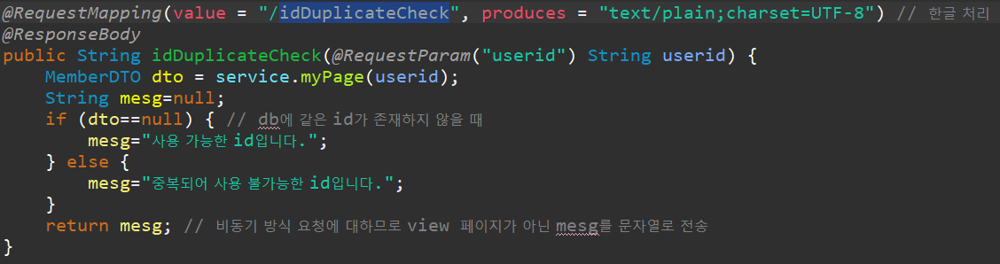 @RequestMapping(value = "/idDuplicateCheck", produces = "text/plain;charset=UTF-8") // 한글 처리
@ResponseBody
public String idDuplicateCheck(@RequestParam("userid") String userid) {
    MemberDTO dto = service.myPage(userid);
    String mesg=null;
    if (dto==null) { // db에 같은 id가 존재하지 않을 때
        mesg="사용 가능한 id입니다.";
    } else {
        mesg="중복되어 사용 불가능한 id입니다.";
    }
    return mesg; // 비동기 방식 요청에 대하므로 view 페이지가 아닌 mesg를 문자열로 전송
}